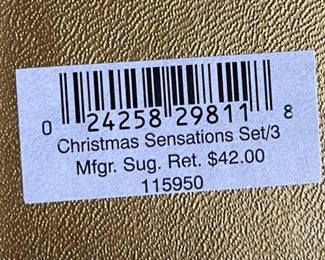 0 24258 29811 8
Christmas Sensations Set/3
Mfgr. Sug. Ret. $42.00
115950